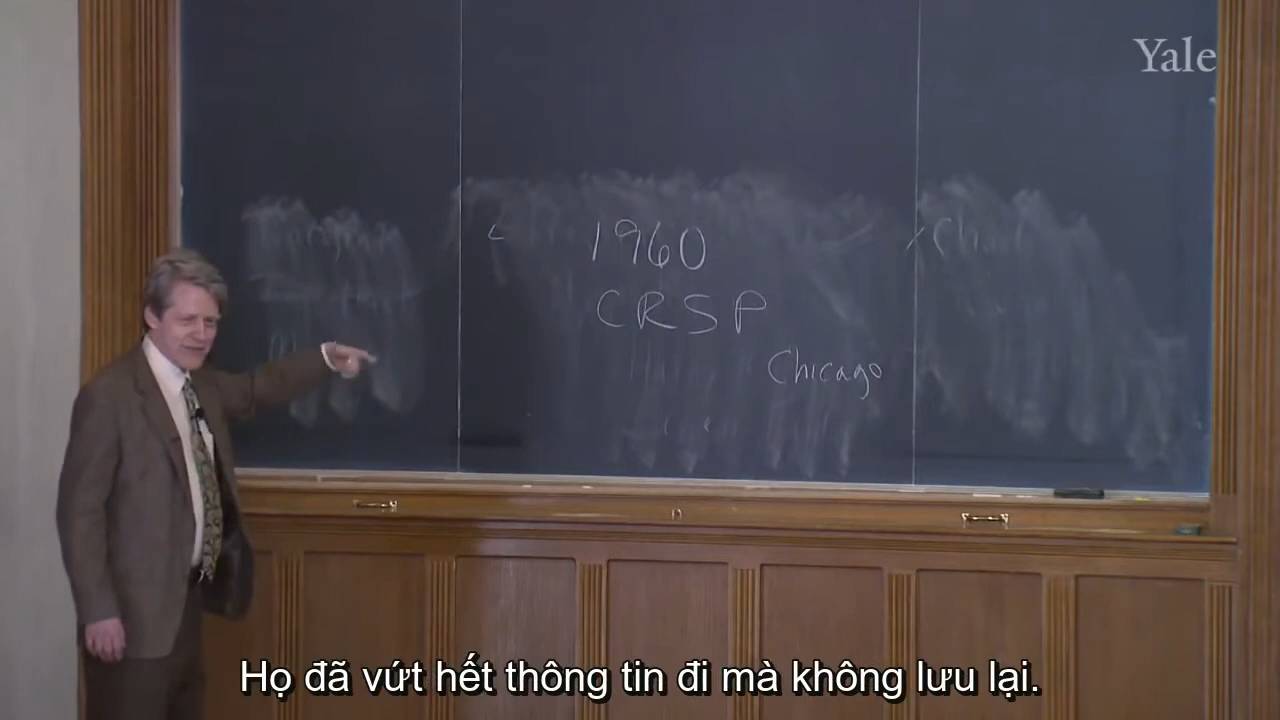 Yale
1960
CRSP
Chicago
Họ đã vứt hết thông tin đi mà không lưu lại.